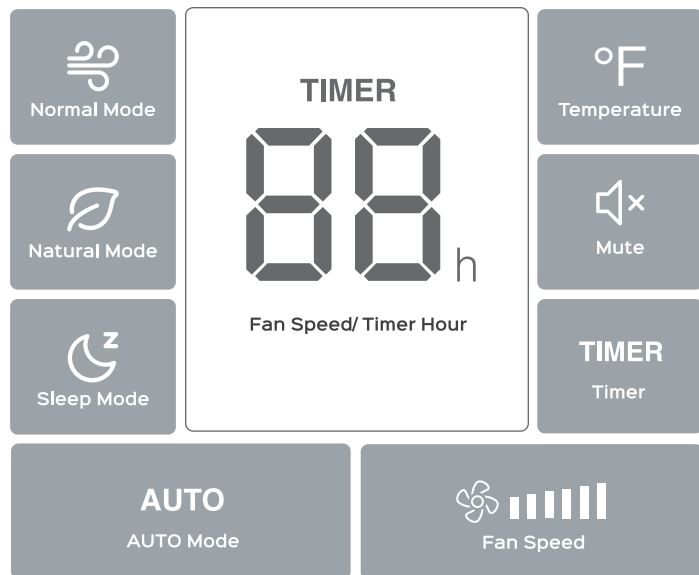 Normal Mode
Natural Mode
z
Sleep Mode
TIMER
88 h
Fan Speed/ Timer Hour
°F
Temperature
Mute
TIMER
Timer
AUTO
AUTO Mode
Fan Speed